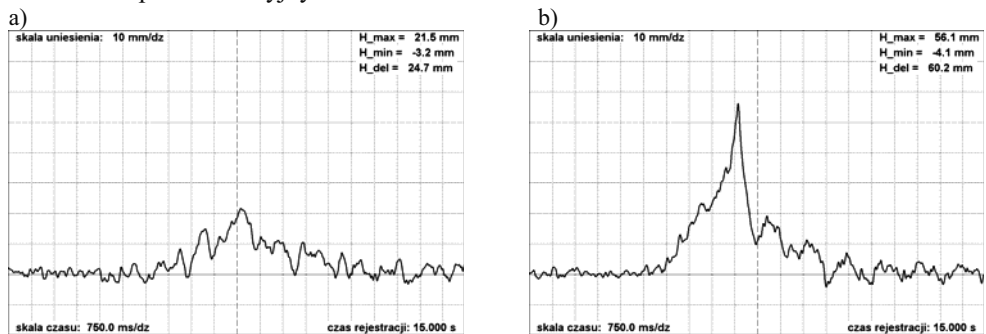 a)
skala uniesienia: 10 mm/dz
H_max = 21.5 mm
H_min = -3.2 mm
H_del = 24.7 mm
skala czasu: 750.0 ms/dz
czas rejestracji: 15.000 s
b)
skala uniesienia: 10 mm/dz
H_max = 56.1 mm
H_min = -4.1 mm
H_del = 60.2 mm
skala czasu: 750.0 ms/dz
czas rejestracji: 15.000 s